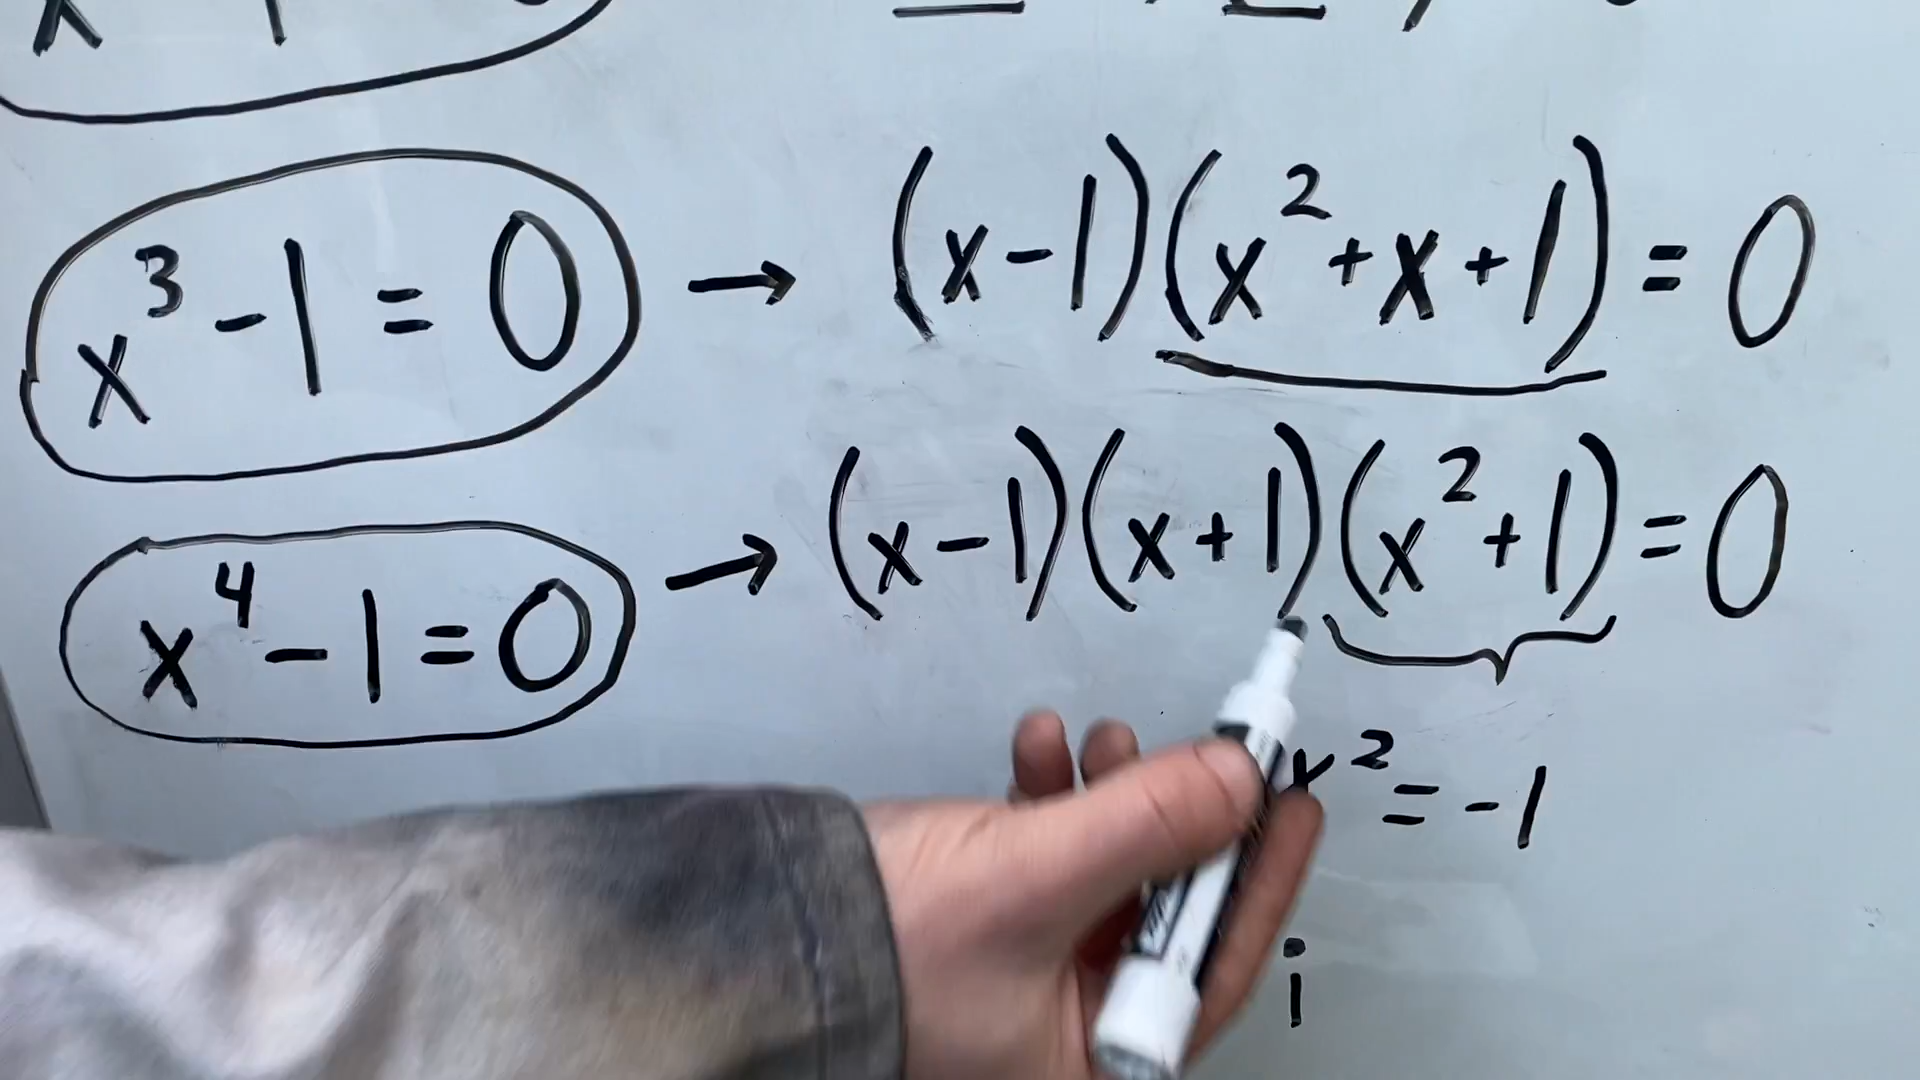 x³ - 1 = 0 → (x - 1)(x² + x + 1) = 0
x⁴ - 1 = 0 → (x - 1)(x + 1)(x² + 1) = 0
x² = -1
i